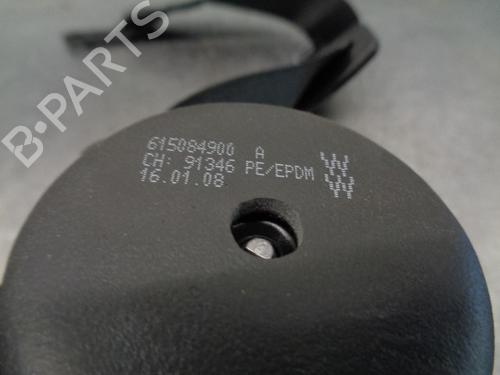 B-PARTS
615084900 A
CH: 91346 PE/EPDM
16.01.08